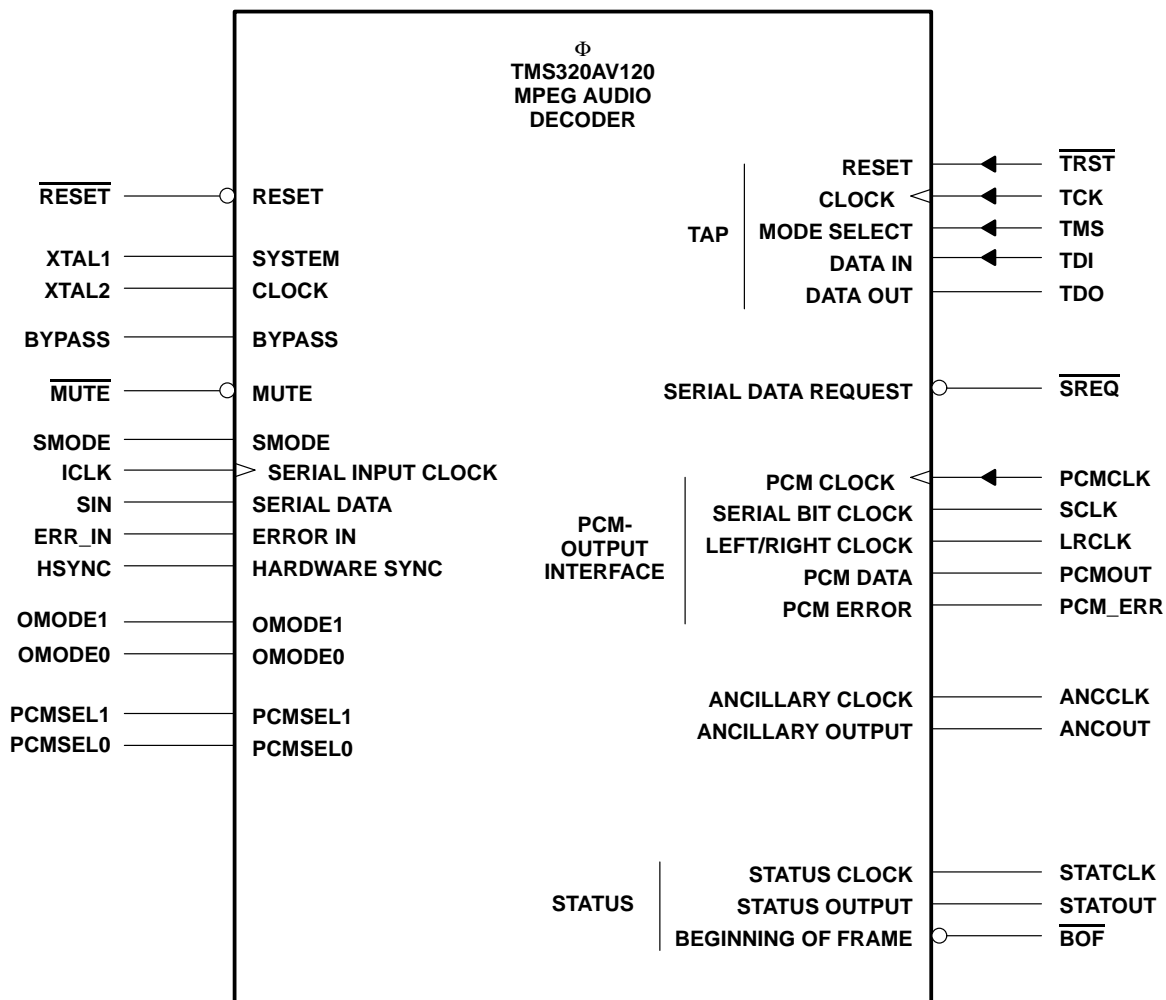 Φ
TMS320AV120
MPEG AUDIO
DECODER
RESET
XTAL1
XTAL2
BYPASS
MUTE
SMODE
ICLK
SIN
ERR_IN
HSYNC
OMODE1
OMODE0
PCMSEL1
PCMSEL0
RESET
SYSTEM
CLOCK
BYPASS
MUTE
SMODE
SERIAL INPUT CLOCK
SERIAL DATA
ERROR IN
HARDWARE SYNC
OMODE1
OMODE0
PCMSEL1
PCMSEL0
TAP
RESET
CLOCK
MODE SELECT
DATA IN
DATA OUT
SERIAL DATA REQUEST
PCM-
OUTPUT
INTERFACE
PCM CLOCK
SERIAL BIT CLOCK
LEFT/RIGHT CLOCK
PCM DATA
PCM ERROR
ANCILLARY CLOCK
ANCILLARY OUTPUT
STATUS
STATUS CLOCK
STATUS OUTPUT
BEGINNING OF FRAME
TRST
TCK
TMS
TDI
TDO
SREQ
PCMCLK
SCLK
LRCLK
PCMOUT
PCM_ERR
ANCCLK
ANCOUT
STATCLK
STATOUT
BOF